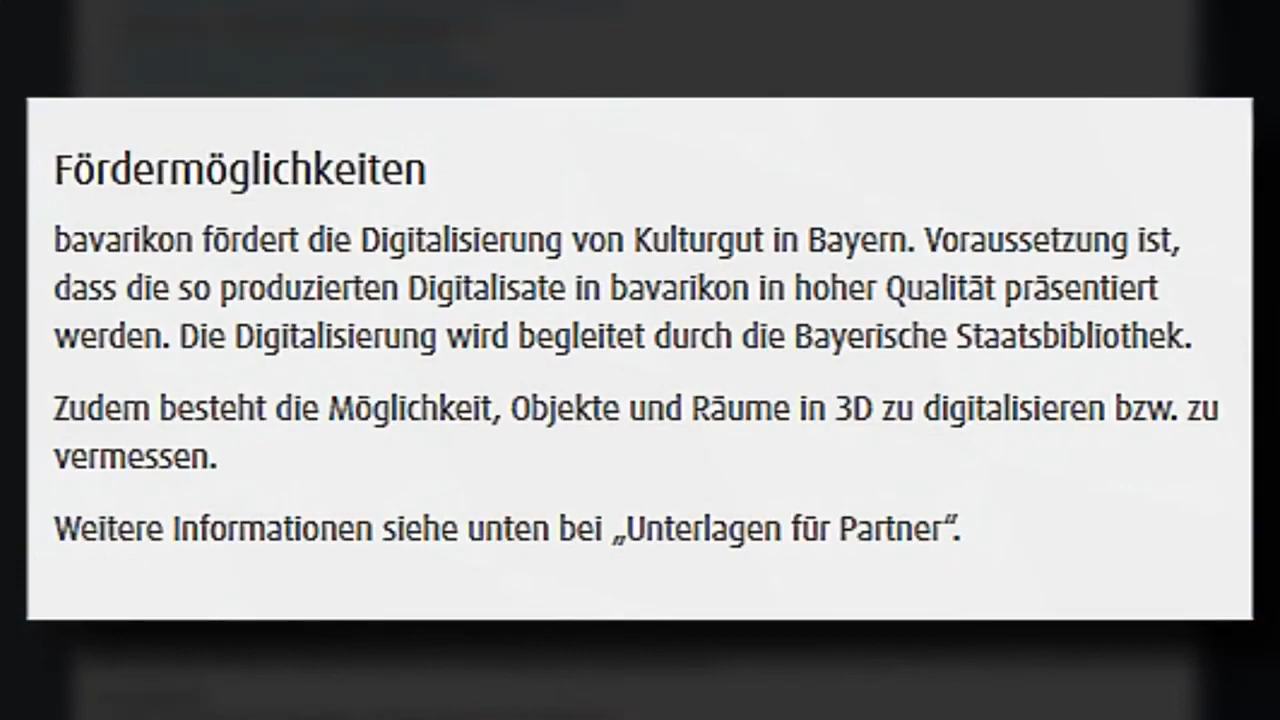 Fördermöglichkeiten
bavarikon fördert die Digitalisierung von Kulturgut in Bayern. Voraussetzung ist,
dass die so produzierten Digitalisate in bavarikon in hoher Qualität präsentiert
werden. Die Digitalisierung wird begleitet durch die Bayerische Staatsbibliothek.
Zudem besteht die Möglichkeit, Objekte und Räume in 3D zu digitalisieren bzw. zu
vermessen.
Weitere Informationen siehe unten bei „Unterlagen für Partner“.